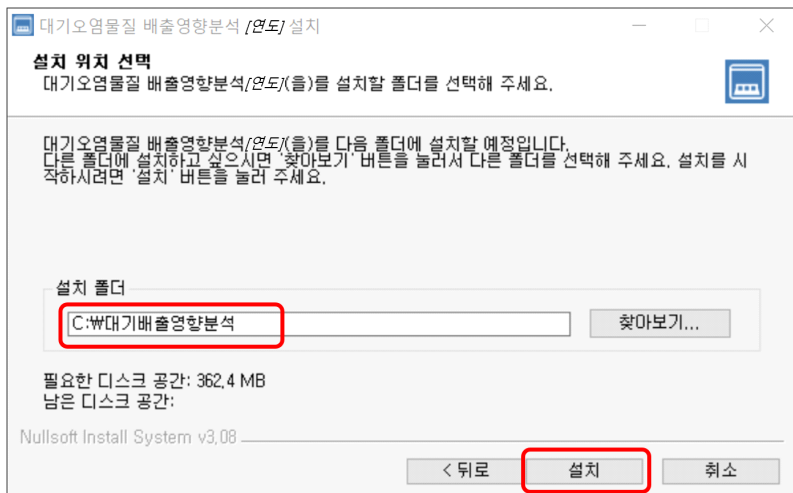 대기오염물질 배출영향분석 [연도] 설치
설치 위치 선택
대기오염물질 배출영향분석[연도](을)를 설치할 폴더를 선택해 주세요.
대기오염물질 배출영향분석[연도](을)를 다음 폴더에 설치할 예정입니다.
다른 폴더에 설치하고 싶으시면 '찾아보기' 버튼을 눌러서 다른 폴더를 선택해 주세요. 설치를 시
작하시려면 '설치' 버튼을 눌러 주세요.
설치 폴더
C:₩대기배출영향분석
찾아보기...
필요한 디스크 공간: 362.4 MB
남은 디스크 공간:
Nullsoft Install System v3.08
< 뒤로
설치
취소